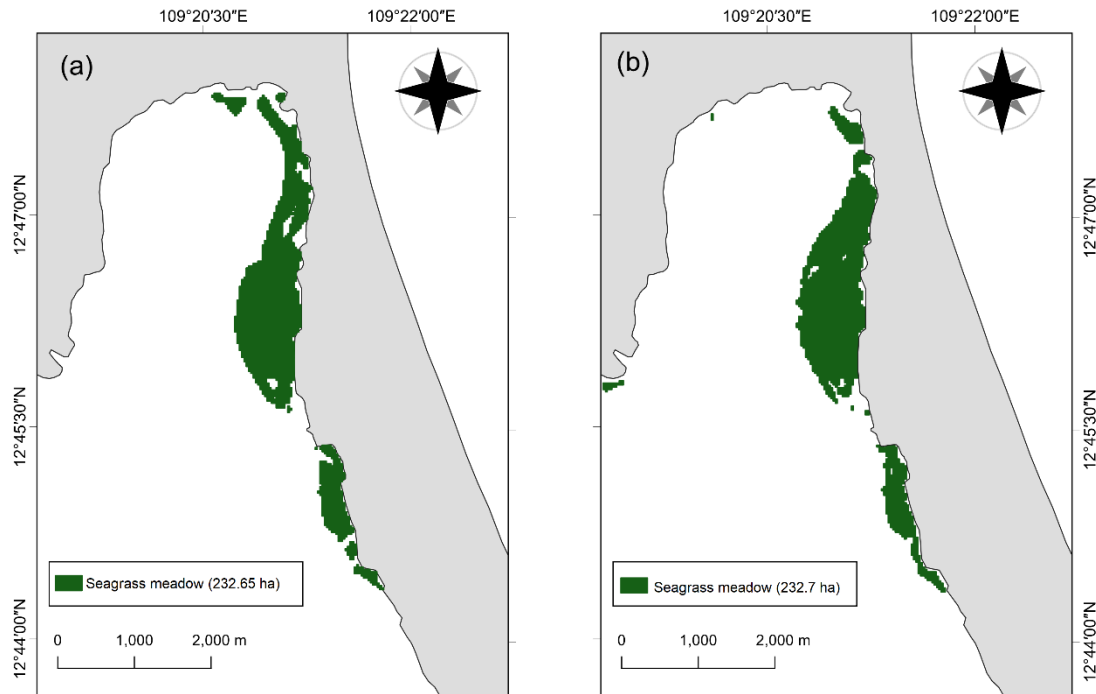 109°20'30"E 109°22'00"E 109°20'30"E 109°22'00"E
(a) (b)
12°47'00"N 12°47'00"N
12°45'30"N 12°45'30"N
12°44'00"N 12°44'00"N
Seagrass meadow (232.65 ha) Seagrass meadow (232.7 ha)
0 1,000 2,000 m 0 1,000 2,000 m